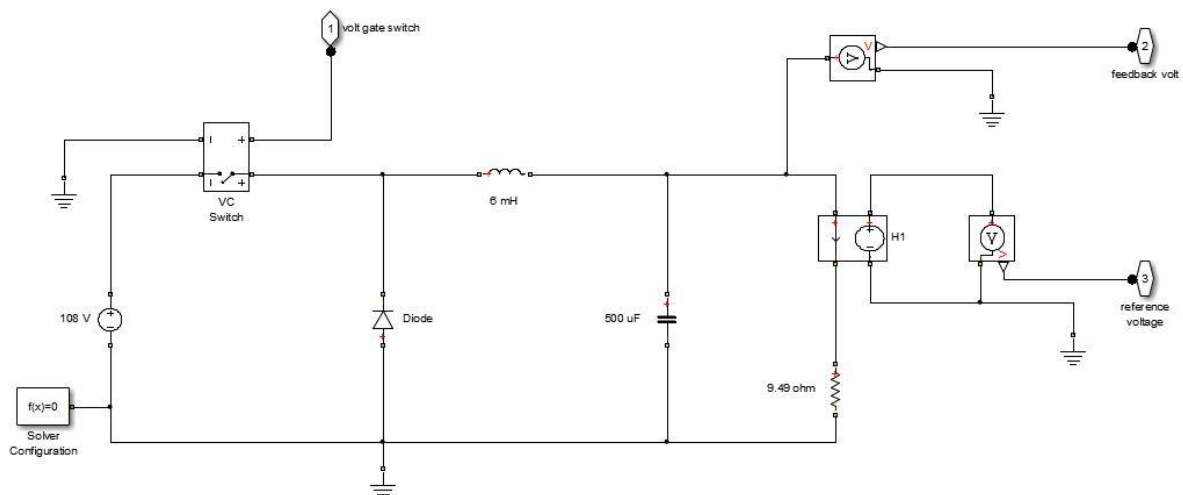 1
volt gate switch
VC
Switch
6 mH
V
V
2
feedback volt
H1
V
V
3
reference
voltage
108 V
Diode
500 uF
9.49 ohm
f(x)=0
Solver
Configuration